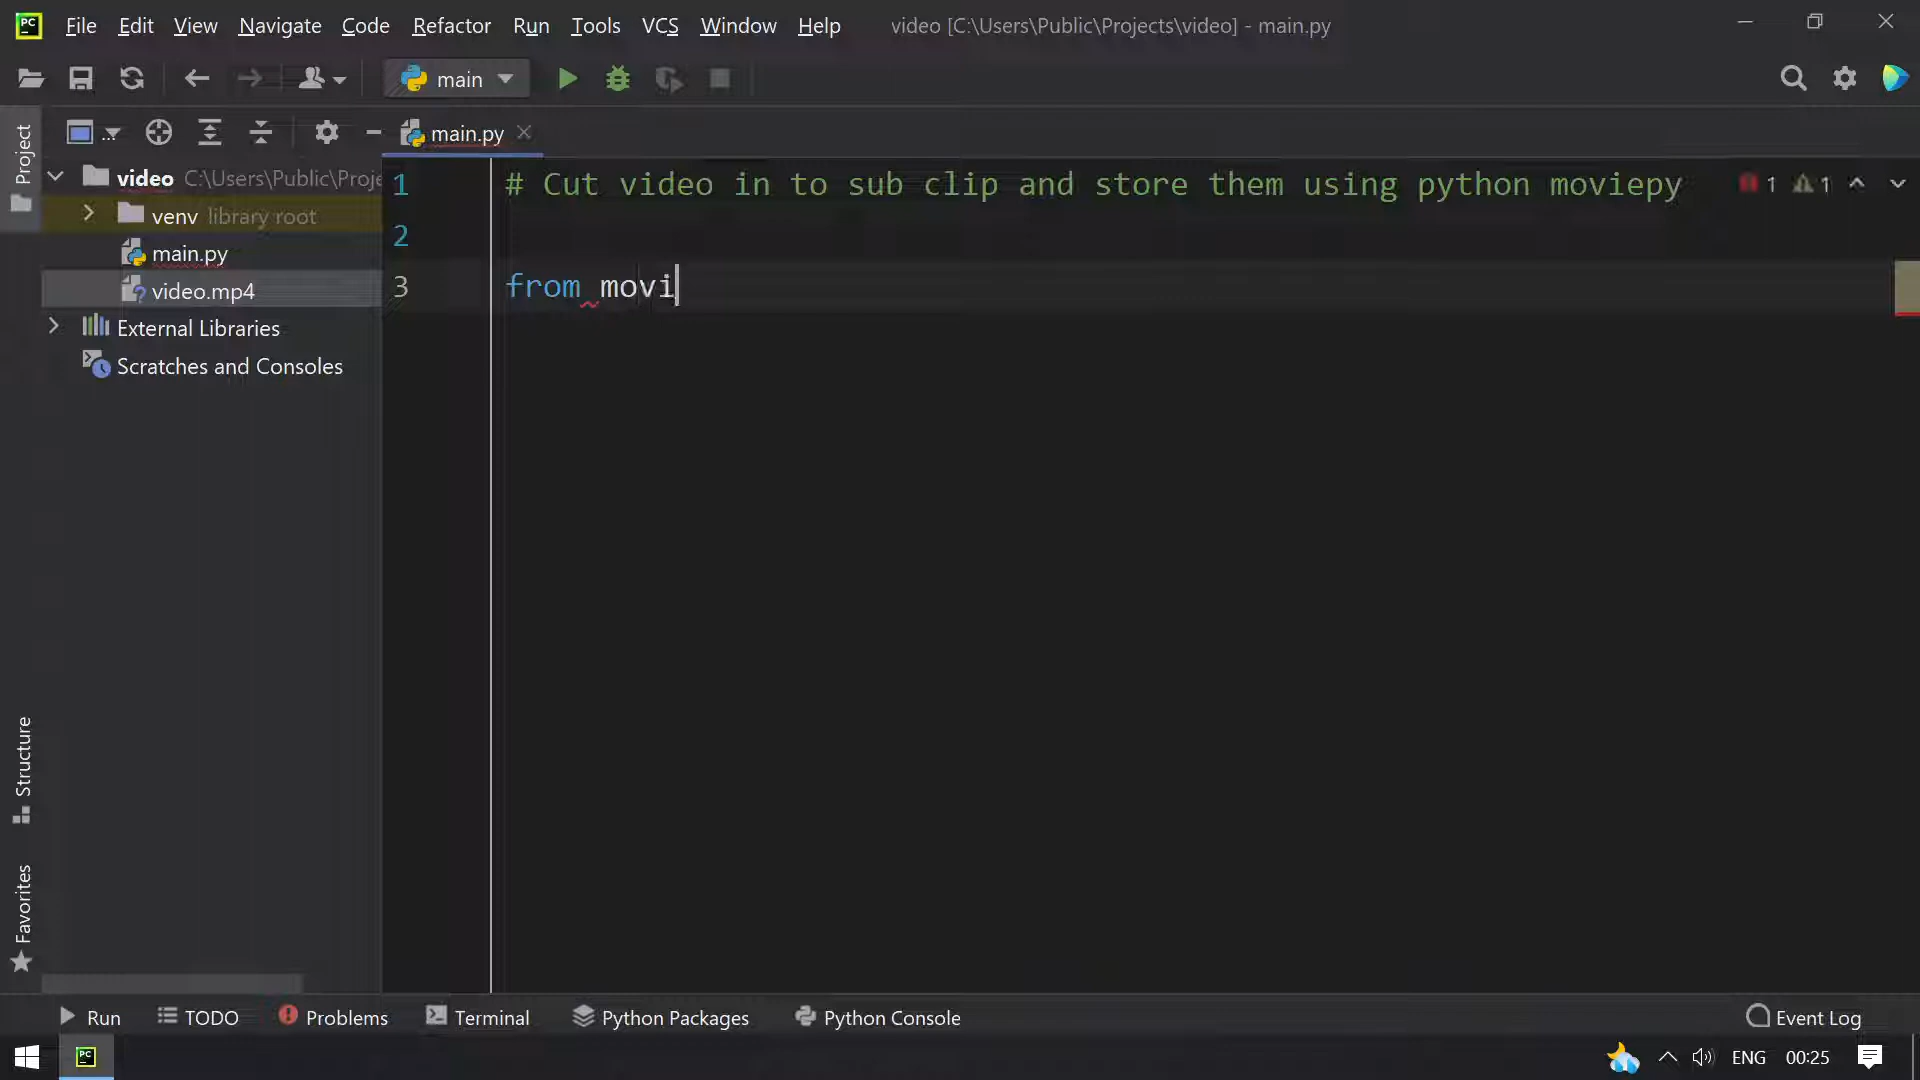 File Edit View Navigate Code Refactor Run Tools VCS Window Help video [C:\Users\Public\Projects\video] - main.py
main
... main.py
Project
video C:\Users\Public\Proje
venv library root
main.py
video.mp4
External Libraries
Scratches and Consoles
1 # Cut video in to sub clip and store them using python moviepy 1 1
2
3 from movi
Structure
Favorites
Run TODO Problems Terminal Python Packages Python Console Event Log
PC ENG 00:25